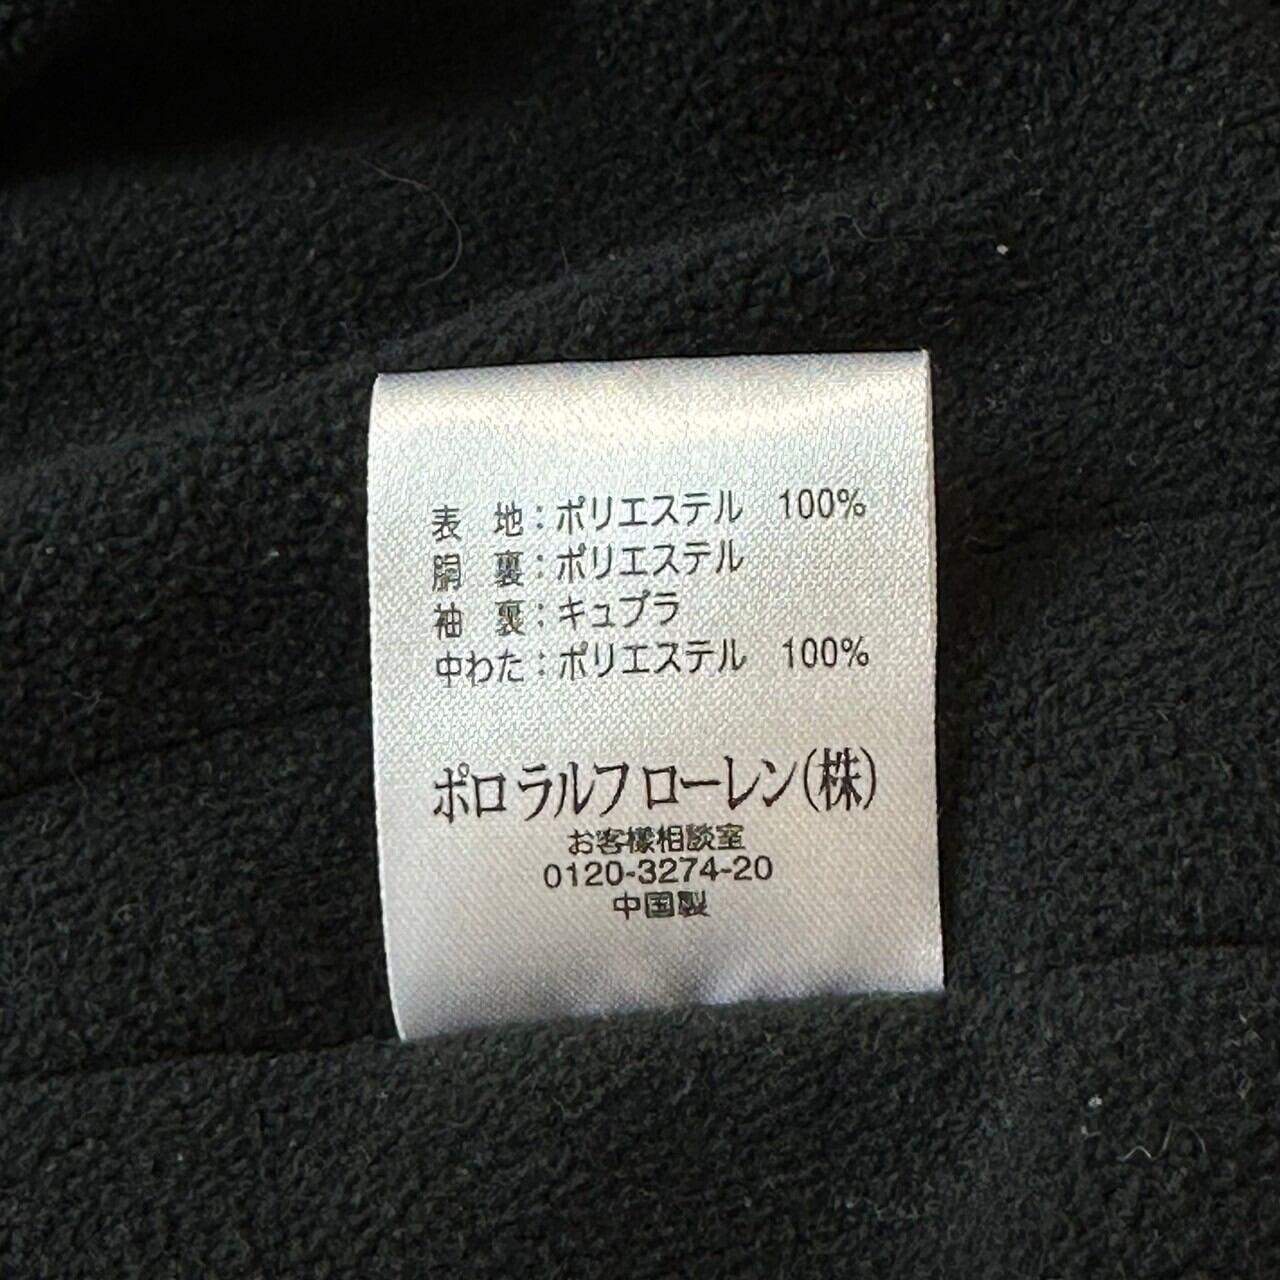 表　地：ポリエステル　100%
胴　裏：ポリエステル
袖　裏：キュプラ
中わた：ポリエステル　100%
ポロ ラルフ ローレン(株)
お客様相談室
0120-3274-20
中国製